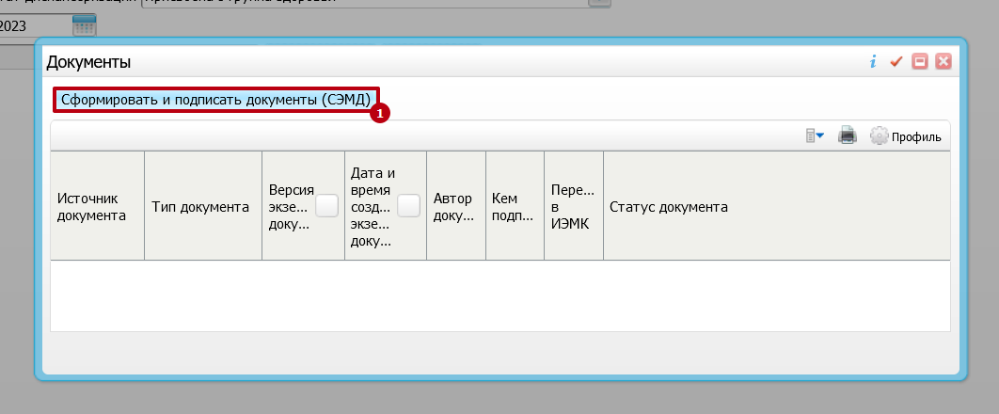 2023
Документы
Сформировать и подписать документы (СЭМД)
1
Профиль
Источник
документа
Тип документа
Версия
экзе...
доку...
Дата и
время
созд...
экзе...
доку...
Автор
доку...
Кем
подп...
Пере...
в
ИЭМК
Статус документа